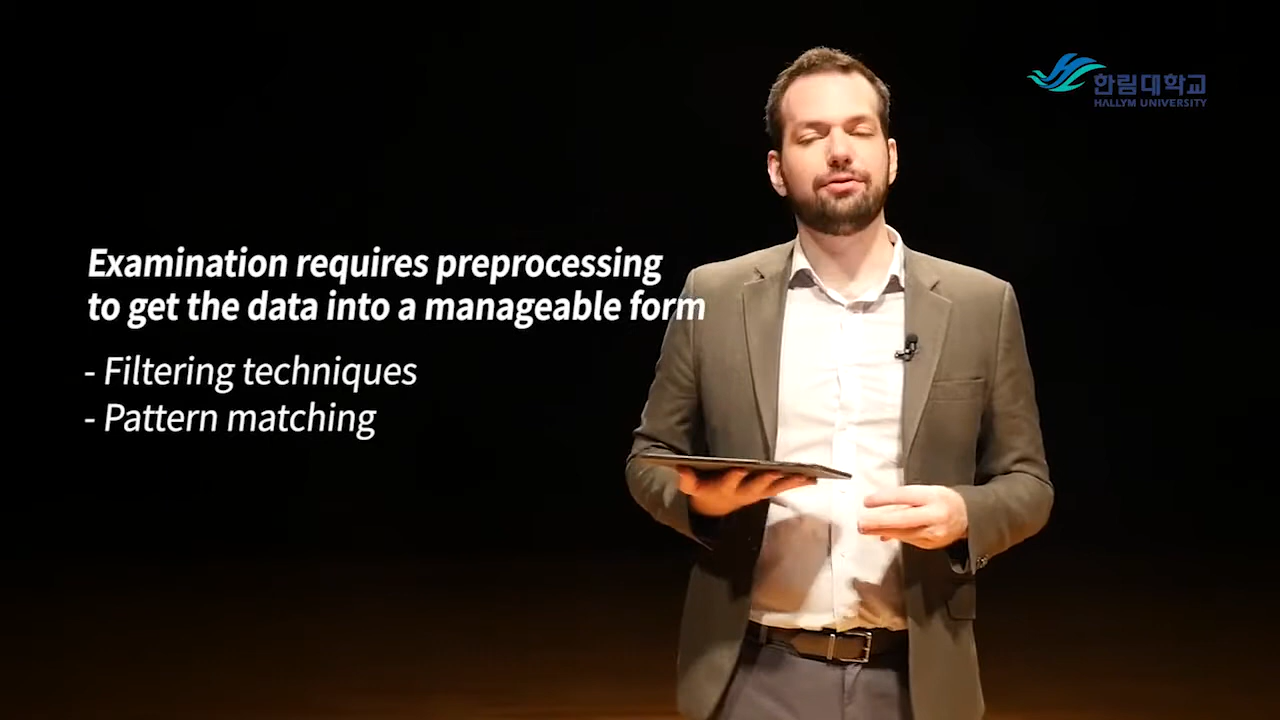 한림대학교
HALLYM UNIVERSITY
Examination requires preprocessing
to get the data into a manageable form
- Filtering techniques
- Pattern matching